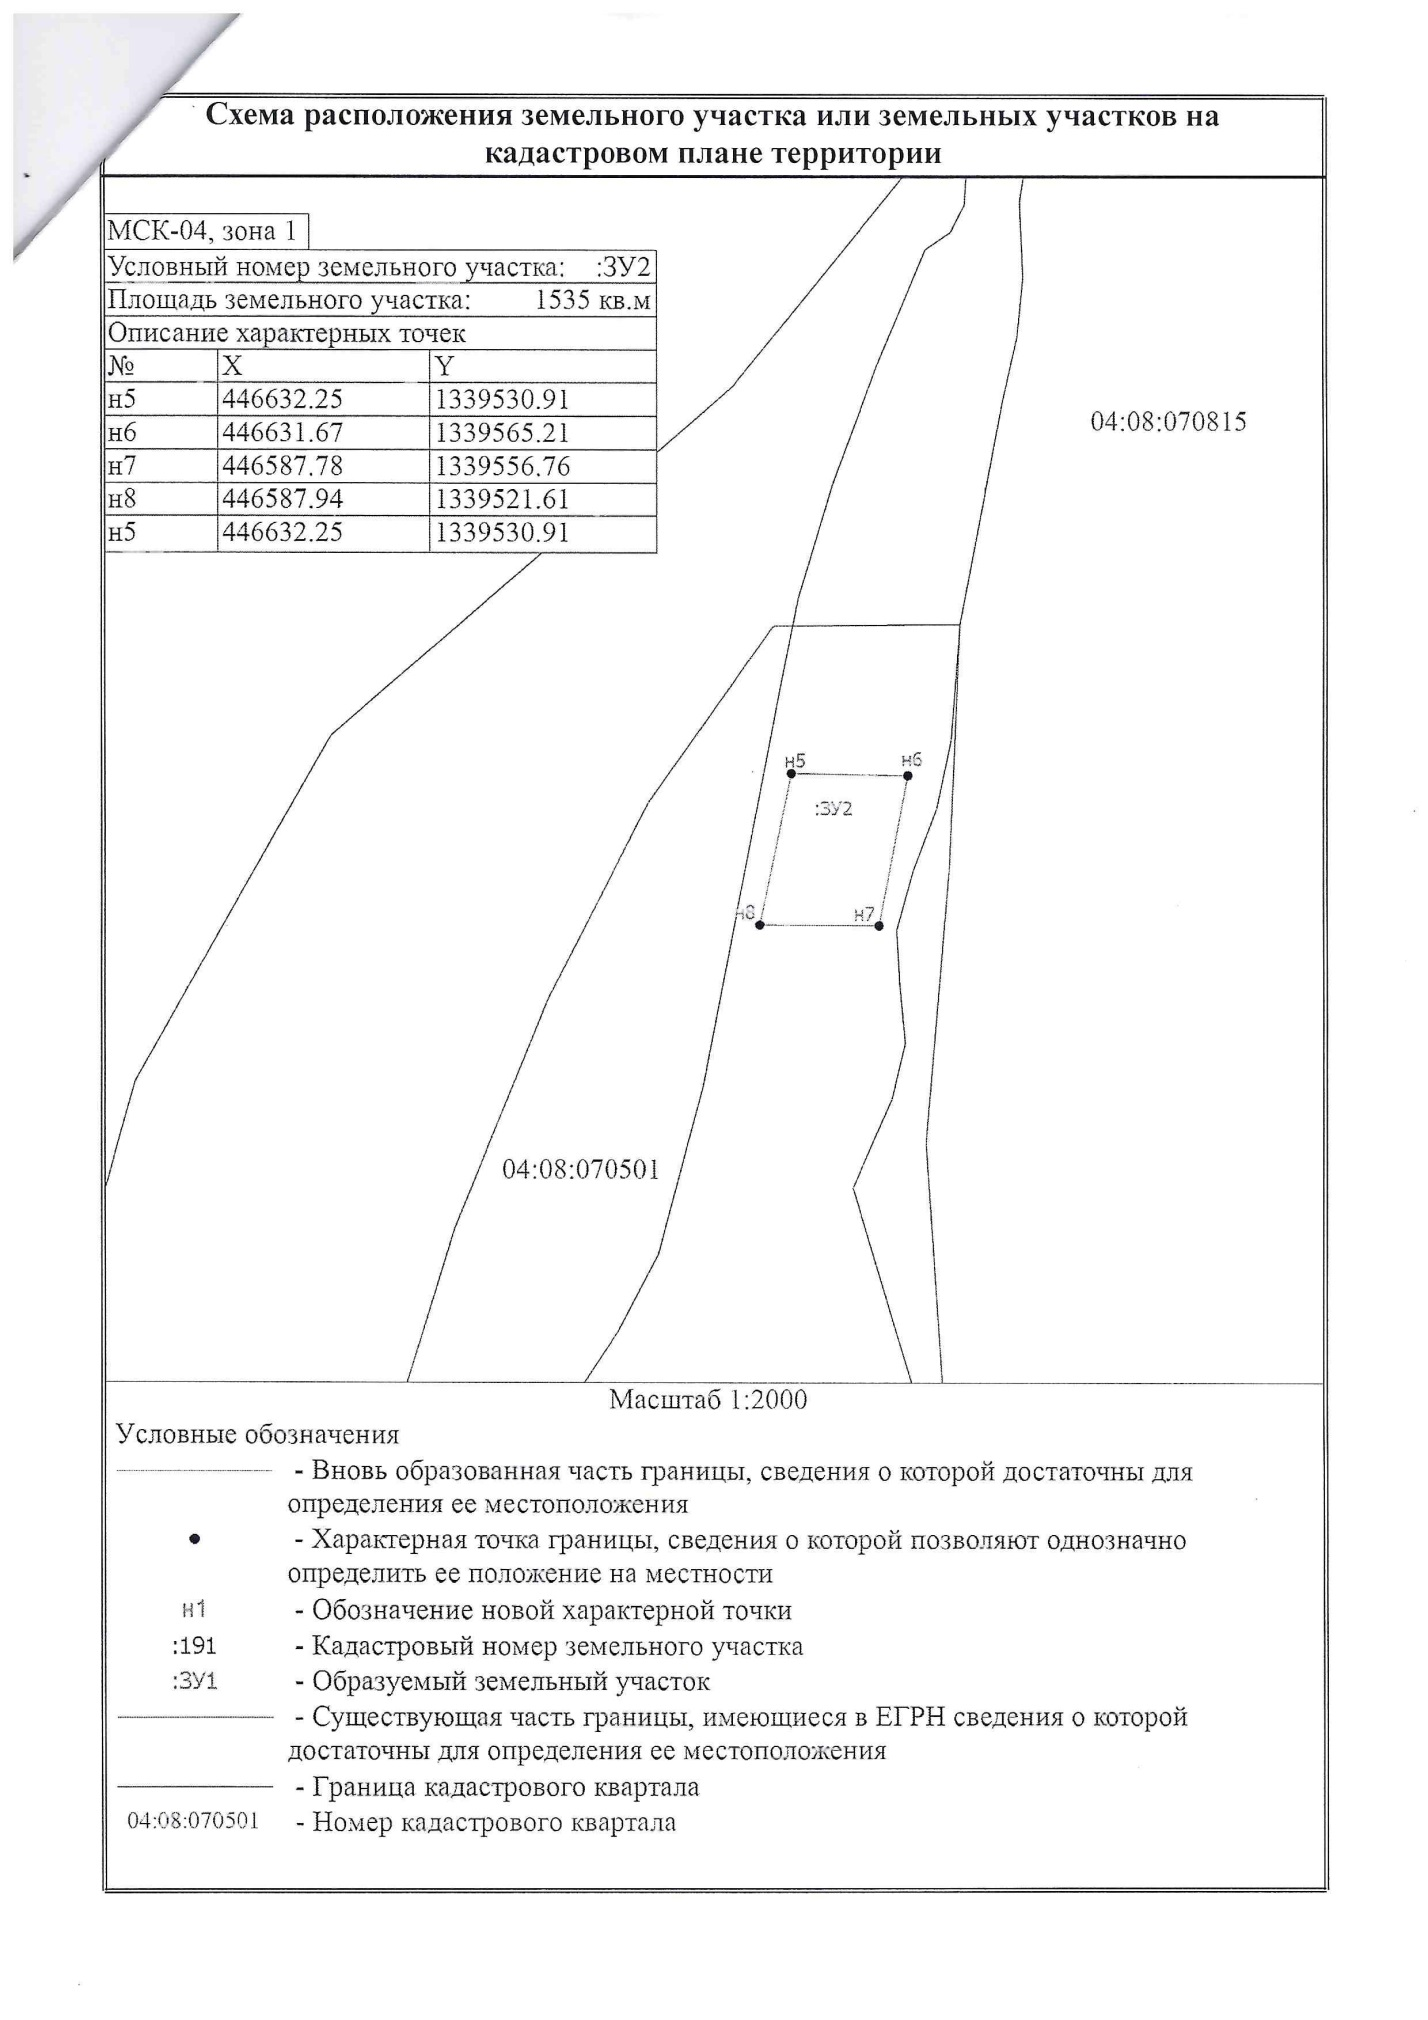 Схема расположения земельного участка или земельных участков на
кадастровом плане территории
МСК-04, зона 1
Условный номер земельного участка: :ЗУ2
Площадь земельного участка: 1535 кв.м
Описание характерных точек
№ X Y
н5 446632.25 1339530.91
н6 446631.67 1339565.21
н7 446587.78 1339556.76
н8 446587.94 1339521.61
н5 446632.25 1339530.91
04:08:070815
н5 н6
:ЗУ2
н8 н7
04:08:070501
Масштаб 1:2000
Условные обозначения
- Вновь образованная часть границы, сведения о которой достаточны для
определения ее местоположения
- Характерная точка границы, сведения о которой позволяют однозначно
определить ее положение на местности
н1 - Обозначение новой характерной точки
:191 - Кадастровый номер земельного участка
:ЗУ1 - Образуемый земельный участок
- Существующая часть границы, имеющиеся в ЕГРН сведения о которой
достаточны для определения ее местоположения
- Граница кадастрового квартала
04:08:070501 - Номер кадастрового квартала